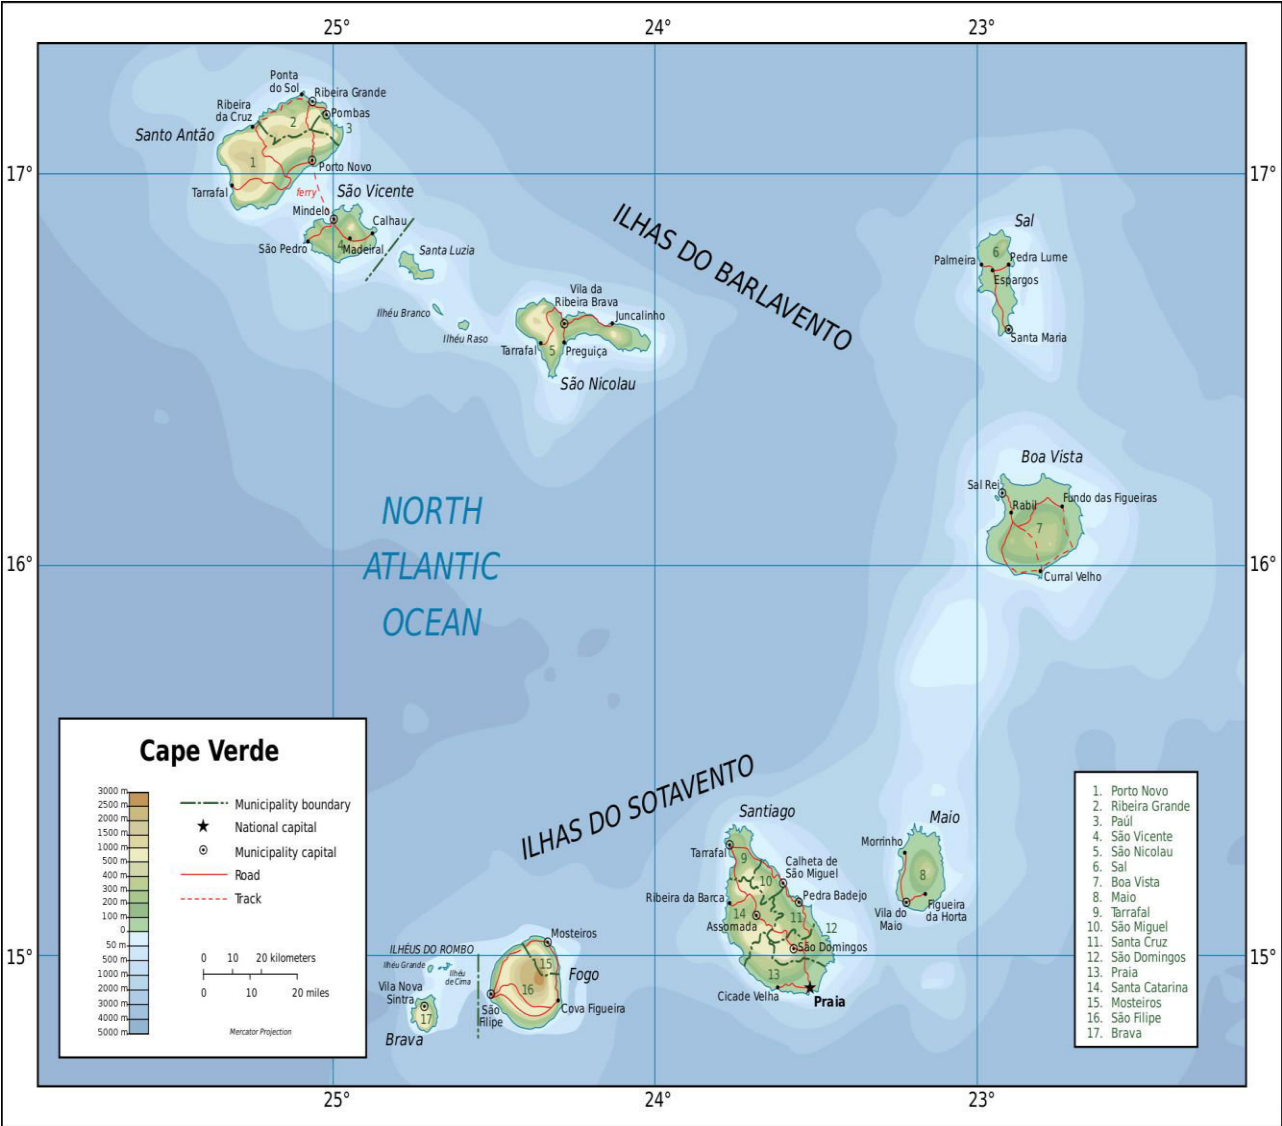 25°
24°
23°
Ponta
do Sol
Ribeira Grande
Ribeira
da Cruz
Pombas
2
3
Santo Antão
1
Porto Novo
17°
17°
Tarrafal
ferry
São Vicente
Mindelo
Calhau
São Pedro
4
Madeiral
Santa Luzia
ILHAS DO BARLAVENTO
Sal
6
Palmeira
Pedra Lume
Espargos
Santa Maria
Ilhéu Branco
Ilhéu Raso
Vila da
Ribeira Brava
Juncalinho
Tarrafal
5
Preguiça
São Nicolau
Boa Vista
Sal Rei
Rabil
Fundo das Figueiras
7
Curral Velho
NORTH
ATLANTIC
OCEAN
16°
16°
ILHAS DO SOTAVENTO
Santiago
Tarrafal
9
Calheta de
São Miguel
10
Ribeira da Barca
Pedra Badejo
14
11
12
Assomada
São Domingos
13
Cicade Velha
Praia
Maio
Morrinho
8
Vila do
Maio
Figueira
da Horta
15°
15°
Mosteiros
ILHÉUS DO ROMBO
Ilhéu Grande
Ilhéu
de Cima
15
Fogo
16
Vila Nova
Sintra
17
São
Filipe
Cova Figueira
Brava
Cape Verde
3000 m
2500 m
2000 m
1500 m
1000 m
500 m
400 m
300 m
200 m
100 m
0
50 m
500 m
1000 m
2000 m
3000 m
4000 m
5000 m
Municipality boundary
National capital
Municipality capital
Road
Track
0 10 20 kilometers
0 10 20 miles
Mercator Projection
1. Porto Novo
2. Ribeira Grande
3. Paúl
4. São Vicente
5. São Nicolau
6. Sal
7. Boa Vista
8. Maio
9. Tarrafal
10. São Miguel
11. Santa Cruz
12. São Domingos
13. Praia
14. Santa Catarina
15. Mosteiros
16. São Filipe
17. Brava
25°
24°
23°